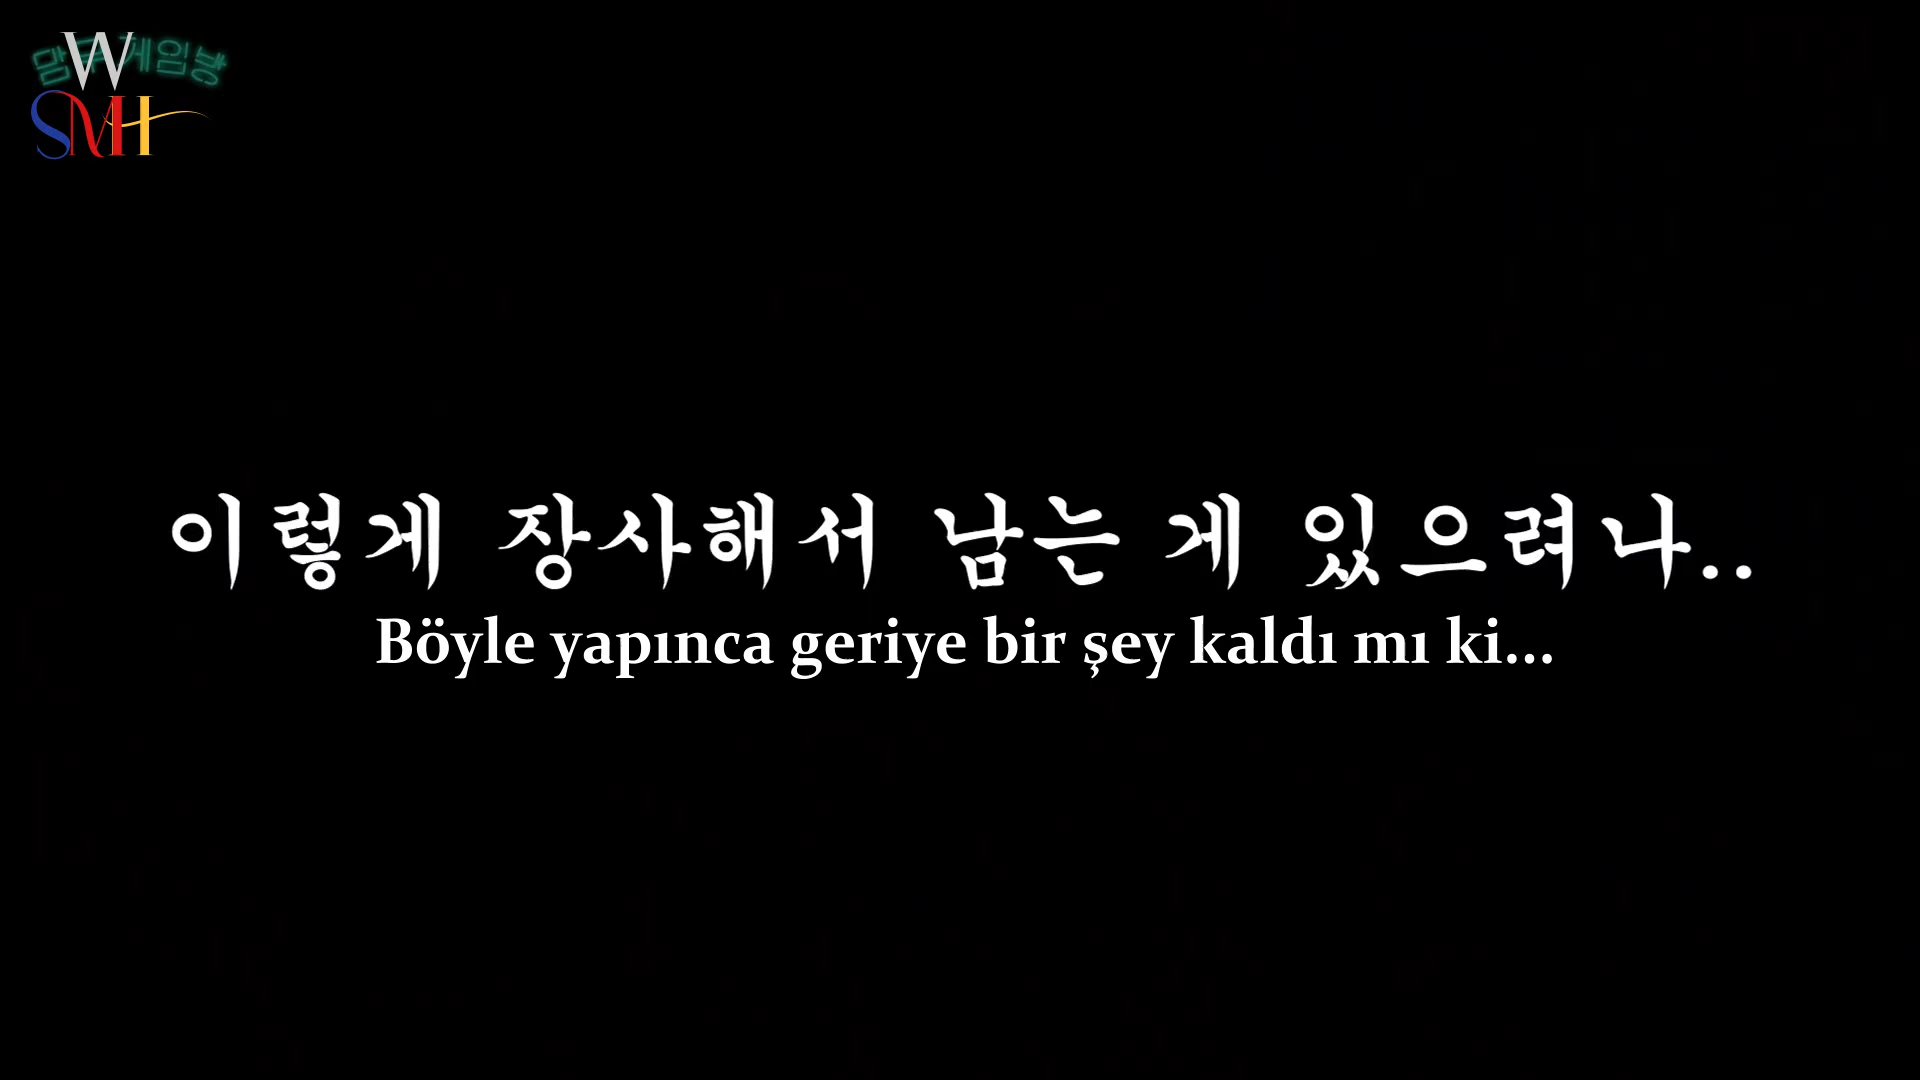 W
SMH
이렇게 장사해서 남는 게 있으려나..
Böyle yapınca geriye bir şey kaldı mı ki...